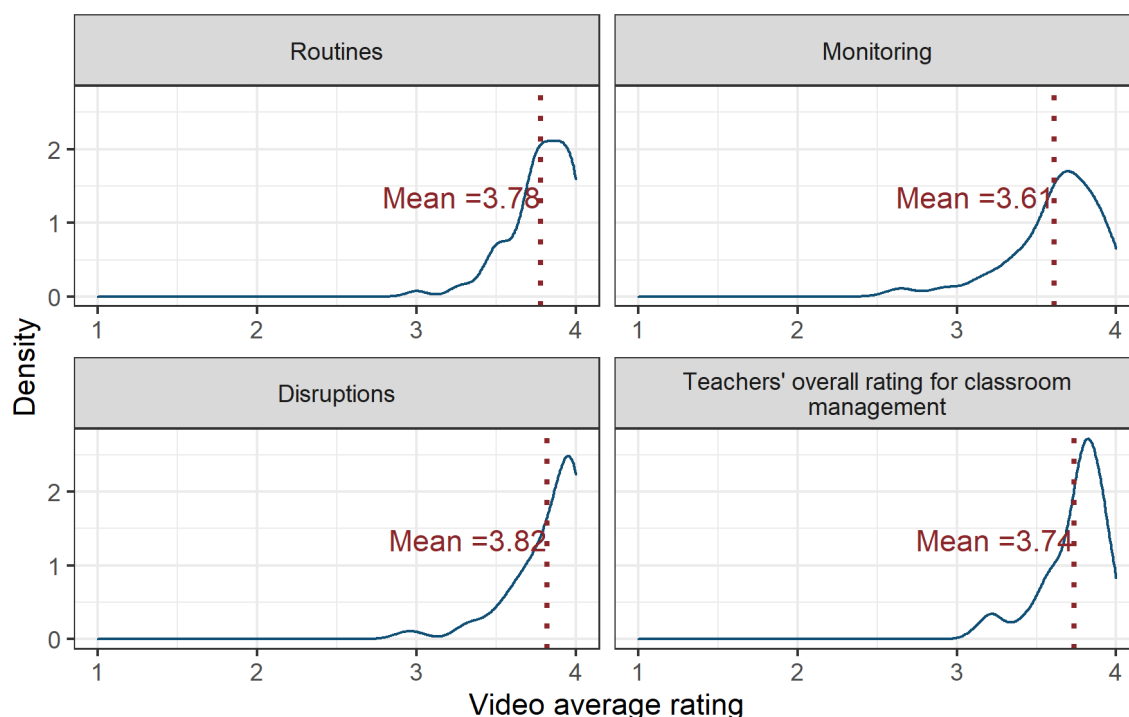 Routines
Monitoring
2
1
0
Mean =3.78
Mean =3.61
1
2
3
4
1
2
3
4
Density
Disruptions
Teachers' overall rating for classroom
management
2
1
0
Mean =3.82
Mean =3.74
1
2
3
4
1
2
3
4
Video average rating